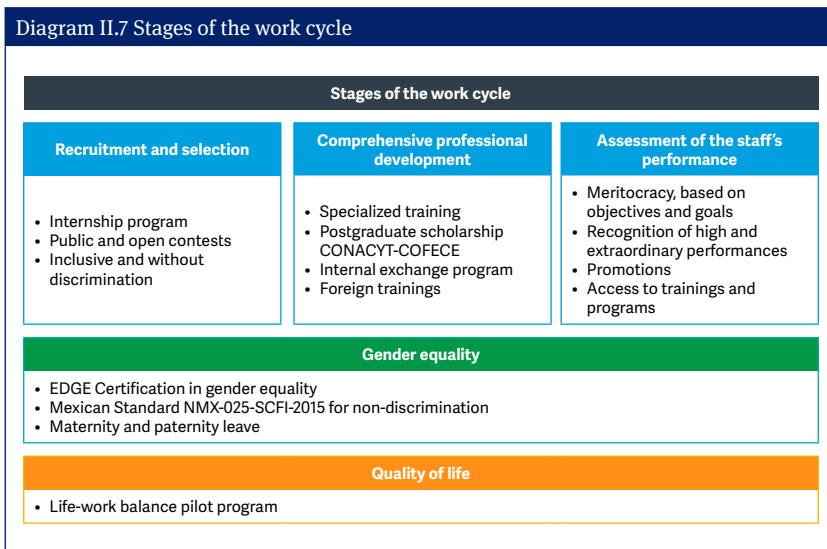 Diagram II.7 Stages of the work cycle
Stages of the work cycle
Recruitment and selection
• Internship program
• Public and open contests
• Inclusive and without
discrimination
Comprehensive professional
development
• Specialized training
• Postgraduate scholarship
CONACYT-COFECE
• Internal exchange program
• Foreign trainings
Assessment of the staff's
performance
• Meritocracy, based on
objectives and goals
• Recognition of high and
extraordinary performances
• Promotions
• Access to trainings and
programs
Gender equality
• EDGE Certification in gender equality
• Mexican Standard NMX-025-SCFI-2015 for non-discrimination
• Maternity and paternity leave
Quality of life
• Life-work balance pilot program